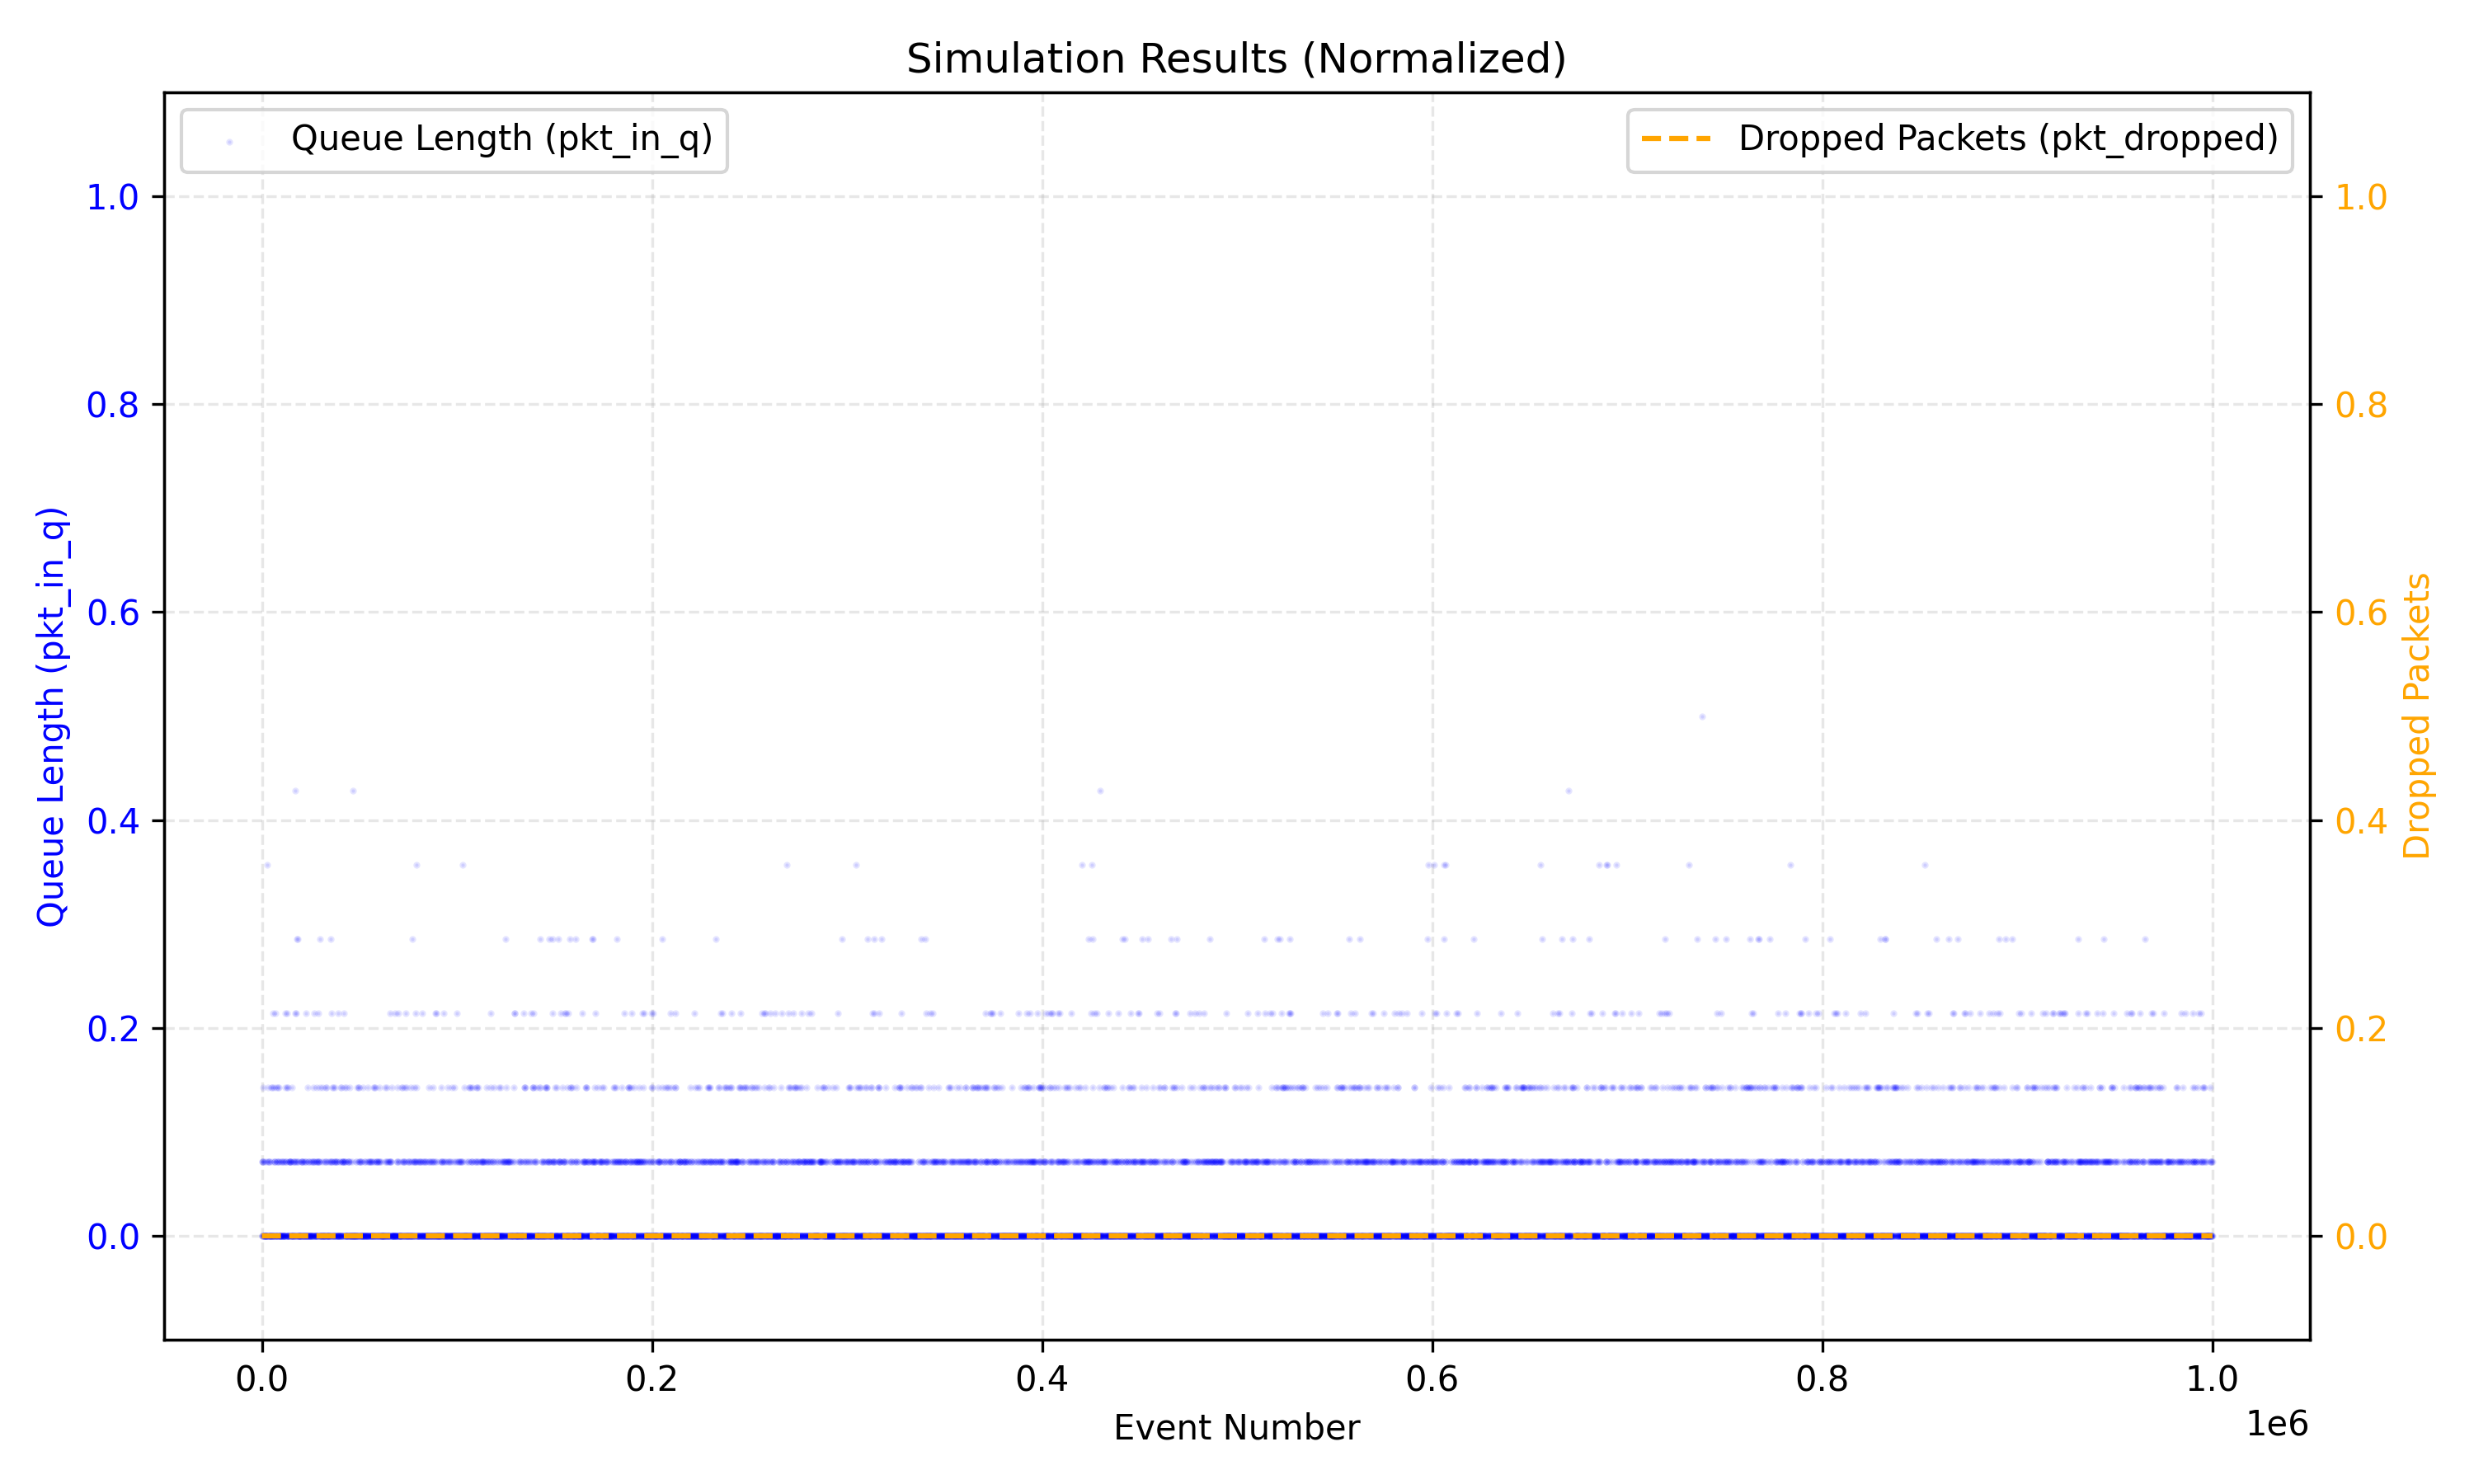 Simulation Results (Normalized)
Queue Length (pkt_in_q)
Dropped Packets (pkt_dropped)
1.0
0.8
0.6
0.4
0.2
0.0
Queue Length (pkt_in_q)
1.0
0.8
0.6
0.4
0.2
0.0
Dropped Packets
0.0 0.2 0.4 0.6 0.8 1.0
1e6
Event Number